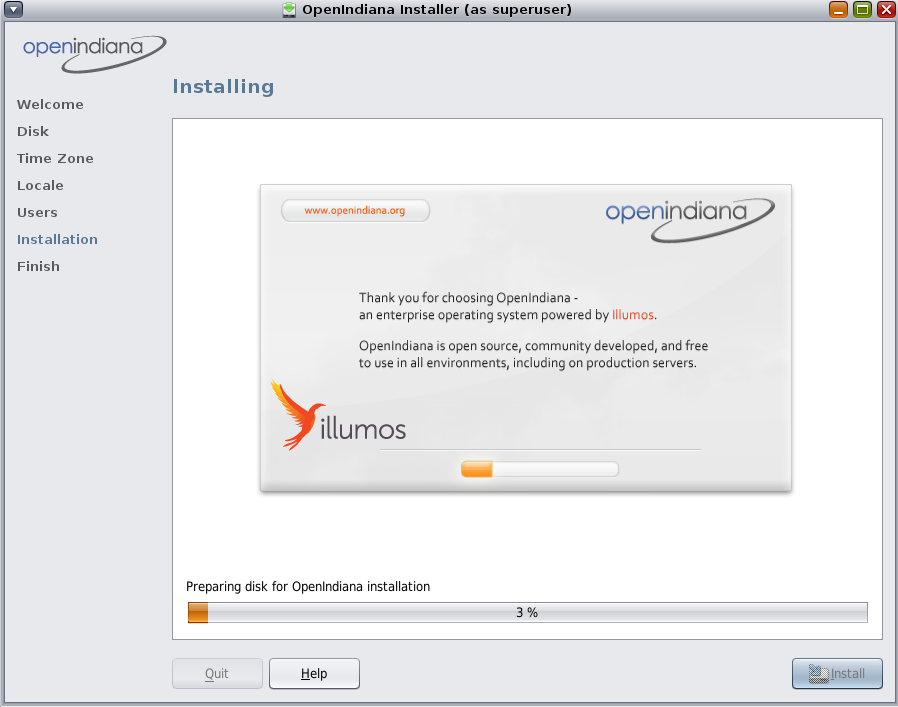 OpenIndiana Installer (as superuser)
openindiana
Installing
Welcome
Disk
Time Zone
Locale
Users
Installation
Finish
www.openindiana.org
openindiana
Thank you for choosing OpenIndiana -
an enterprise operating system powered by Illumos.
OpenIndiana is open source, community developed, and free
to use in all environments, including on production servers.
illumos
Preparing disk for OpenIndiana installation
3 %
Quit
Help
Install